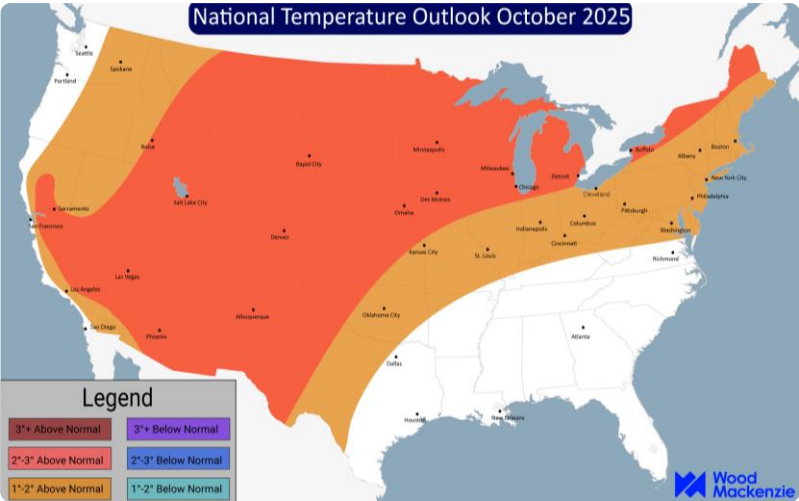 National Temperature Outlook October 2025
Seattle
Spokane
Portland
Boise
Minneapolis
Rapid City
Milwaukee
Chicago
Detroit
Buffalo
Albany
Boston
New York City
Philadelphia
Cleveland
Pittsburgh
Washington
Richmond
Columbus
Indianapolis
Cincinnati
Des Moines
Omaha
Salt Lake City
Sacramento
San Francisco
Denver
Kansas City
St. Louis
Las Vegas
Los Angeles
San Diego
Phoenix
Albuquerque
Oklahoma City
Dallas
Atlanta
Houston
New Orleans
Legend
3°+ Above Normal
3°+ Below Normal
2°-3° Above Normal
2°-3° Below Normal
1°-2° Above Normal
1°-2° Below Normal
Wood
Mackenzie